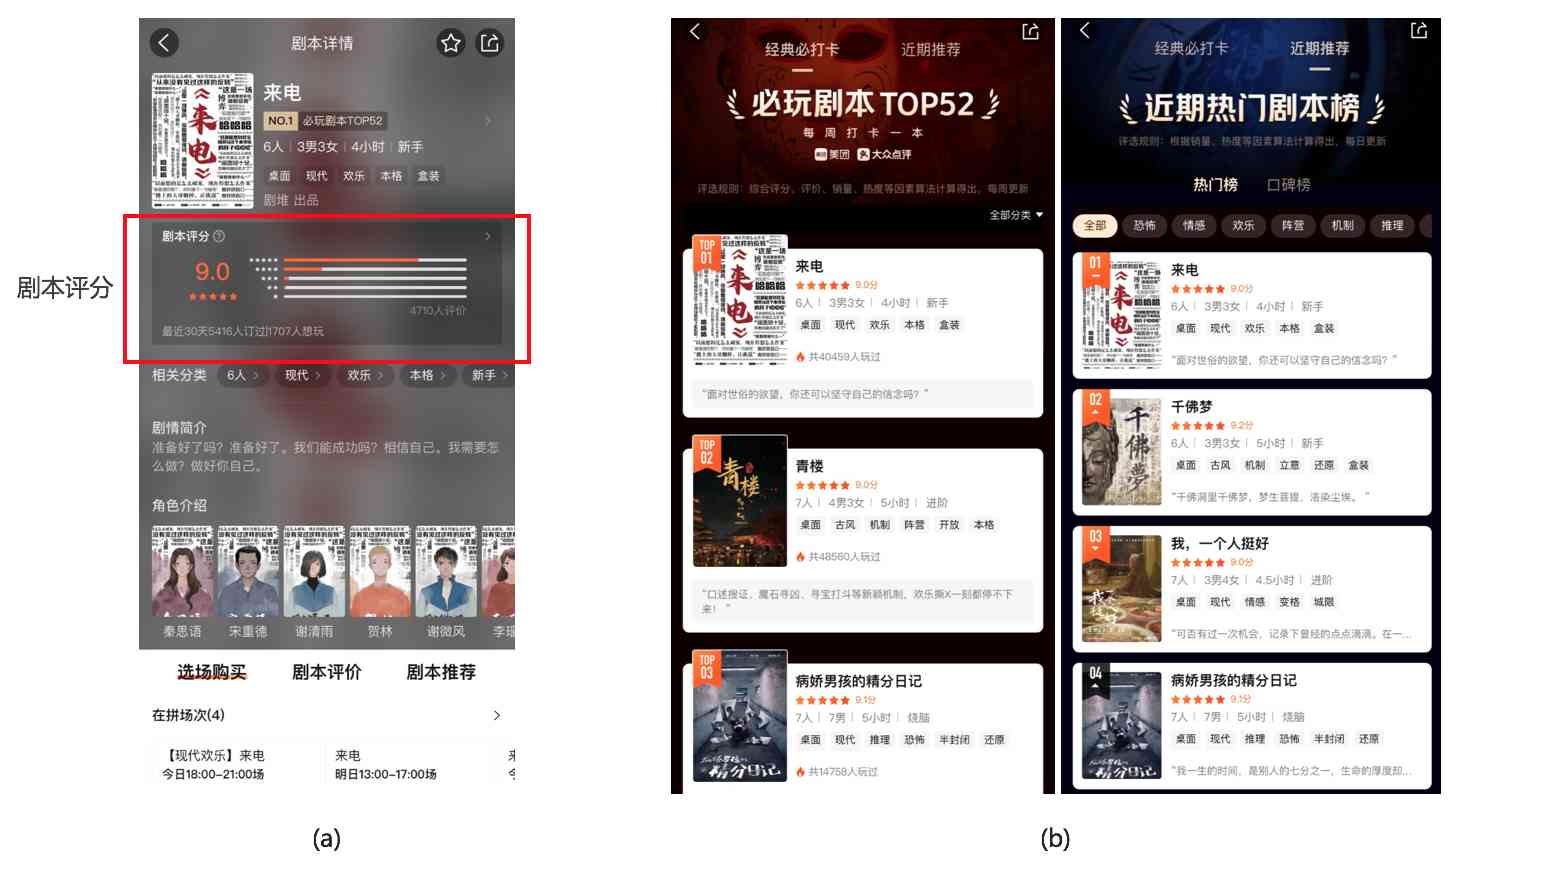 剧本评分
剧本详情
来电
NO.1 必玩剧本TOP52
6人 3男3女 4小时 新手
桌面 现代 欢乐 本格 盒装
剧堆 出品
剧本评分
9.0
4710人评价
最近30天5416人订过|1707人想玩
相关分类 6人 现代 欢乐 本格 新手
剧情简介
准备好了吗？准备好了。我们能成功吗？相信自己。我需要怎
么做？做好你自己。
角色介绍
秦思语 宋重德 谢清雨 贺林 谢微风
选场购买 剧本评价 剧本推荐
在拼场次(4)
【现代欢乐】来电
今日18:00–21:00场
来电
明日13:00–17:00场
(a)
经典必打卡 近期推荐
必玩剧本TOP52
每周打卡一本
美团 大众点评
评选规则：综合评分、评价、销量、热度等因素算法计算得出，每周更新
全部分类
TOP
01
来电
9.0分
6人 3男3女 4小时 新手
桌面 现代 欢乐 本格 盒装
共40459人玩过
“面对世俗的欲望，你还可以坚守自己的信念吗？”
TOP
02
青楼
青楼
9.0分
7人 4男3女 5小时 进阶
桌面 古风 机制 阵营 开放 本格
共48560人玩过
“口述搜证、魔石寻凶、寻宝打斗等新颖机制，欢乐撕X一刻都停不下
来！”
TOP
03
病娇男孩的精分日记
9.1分
7人 7男 5小时 烧脑
桌面 现代 推理 恐怖 半封闭 还原
共14758人玩过
经典必打卡 近期推荐
近期热门剧本榜
评选规则：根据销量、热度等因素算法计算得出，每日更新
热门榜 口碑榜
全部 恐怖 情感 欢乐 阵营 机制 推理
01
来电
9.0分
6人 3男3女 4小时 新手
桌面 现代 欢乐 本格 盒装
“面对世俗的欲望，你还可以坚守自己的信念吗？”
02
千佛夢
千佛梦
9.2分
6人 3男3女 5小时 新手
桌面 古风 机制 立意 还原 盒装
“千佛洞里千佛梦，梦生菩提，洛染尘埃。”
03
我，一个人挺好
9.0分
7人 3男4女 4.5小时 进阶
桌面 现代 情感 变格 城限
“可否有过一次机会，记录下曾经的点点滴滴。在一...
04
病娇男孩的精分日记
9.1分
7人 7男 5小时 烧脑
桌面 现代 推理 恐怖 半封闭 还原
“我一生的时间，是别人的七分之一，生命的厚度却...
(b)